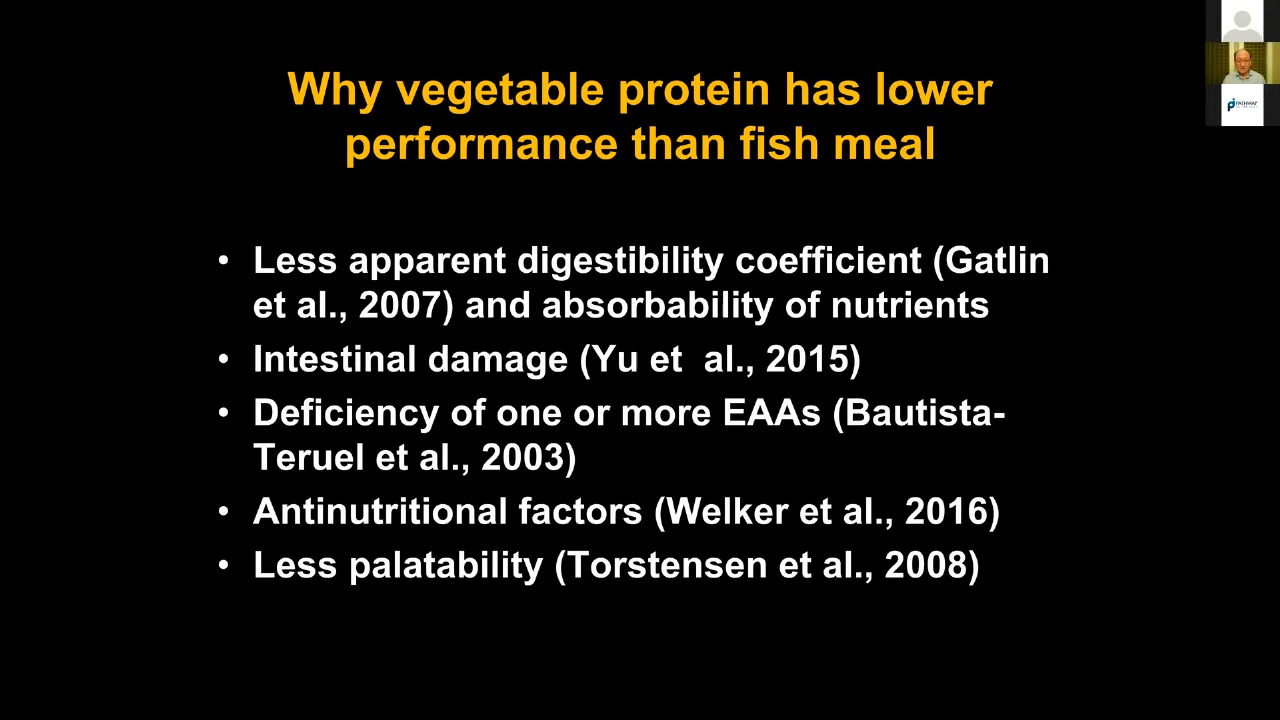 Why vegetable protein has lower
performance than fish meal
• Less apparent digestibility coefficient (Gatlin
et al., 2007) and absorbability of nutrients
• Intestinal damage (Yu et  al., 2015)
• Deficiency of one or more EAAs (Bautista-
Teruel et al., 2003)
• Antinutritional factors (Welker et al., 2016)
• Less palatability (Torstensen et al., 2008)
PATHWAY